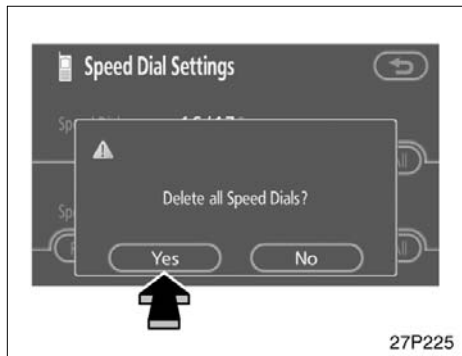 Speed Dial Settings
Delete all Speed Dials?
Yes
No
27P225